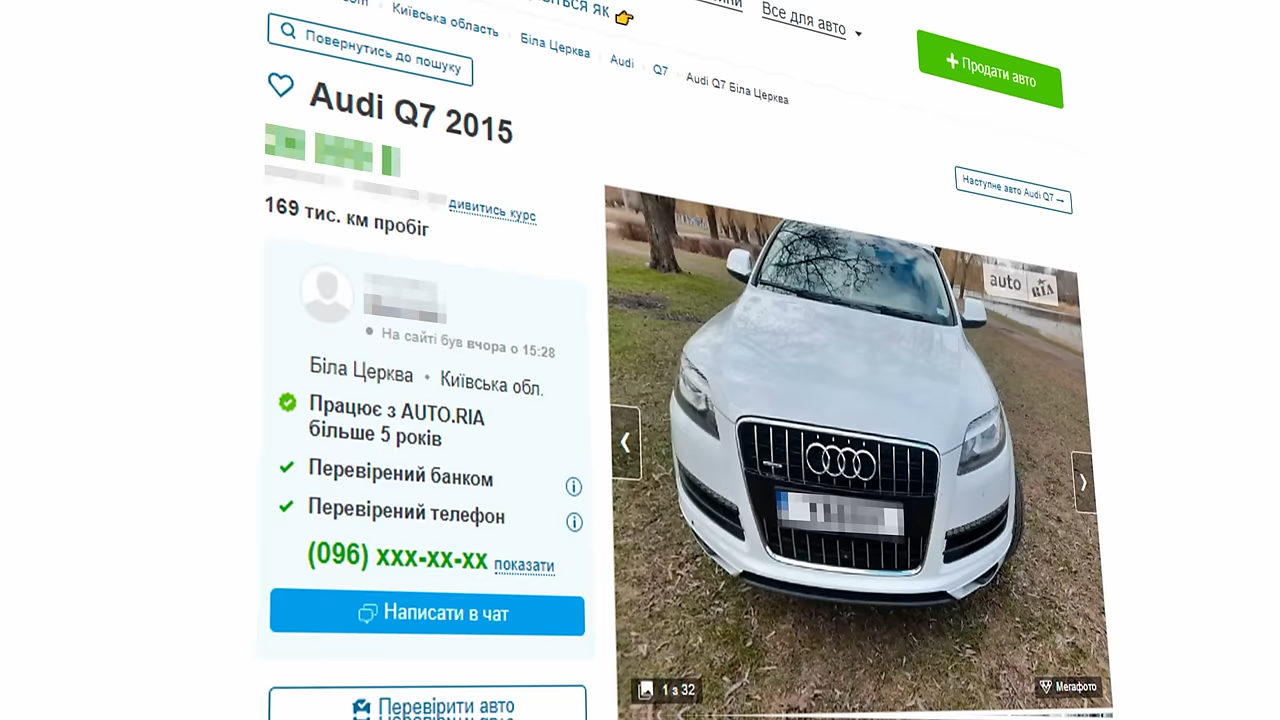 Все для авто
Київська область
Біла Церква
Audi
Q7
Audi Q7 Біла Церква
+ Продати авто
Повернутись до пошуку
Audi Q7 2015
Наступне авто Audi Q7 →
дивитись курс
169 тис. км пробіг
auto RIA
• На сайті був вчора о 15:28
Біла Церква • Київська обл.
Працює з AUTO.RIA
більше 5 років
Перевірений банком
Перевірений телефон
(096) xxx-xx-xx показати
Написати в чат
1 з 32
Мегафото
Перевірити авто